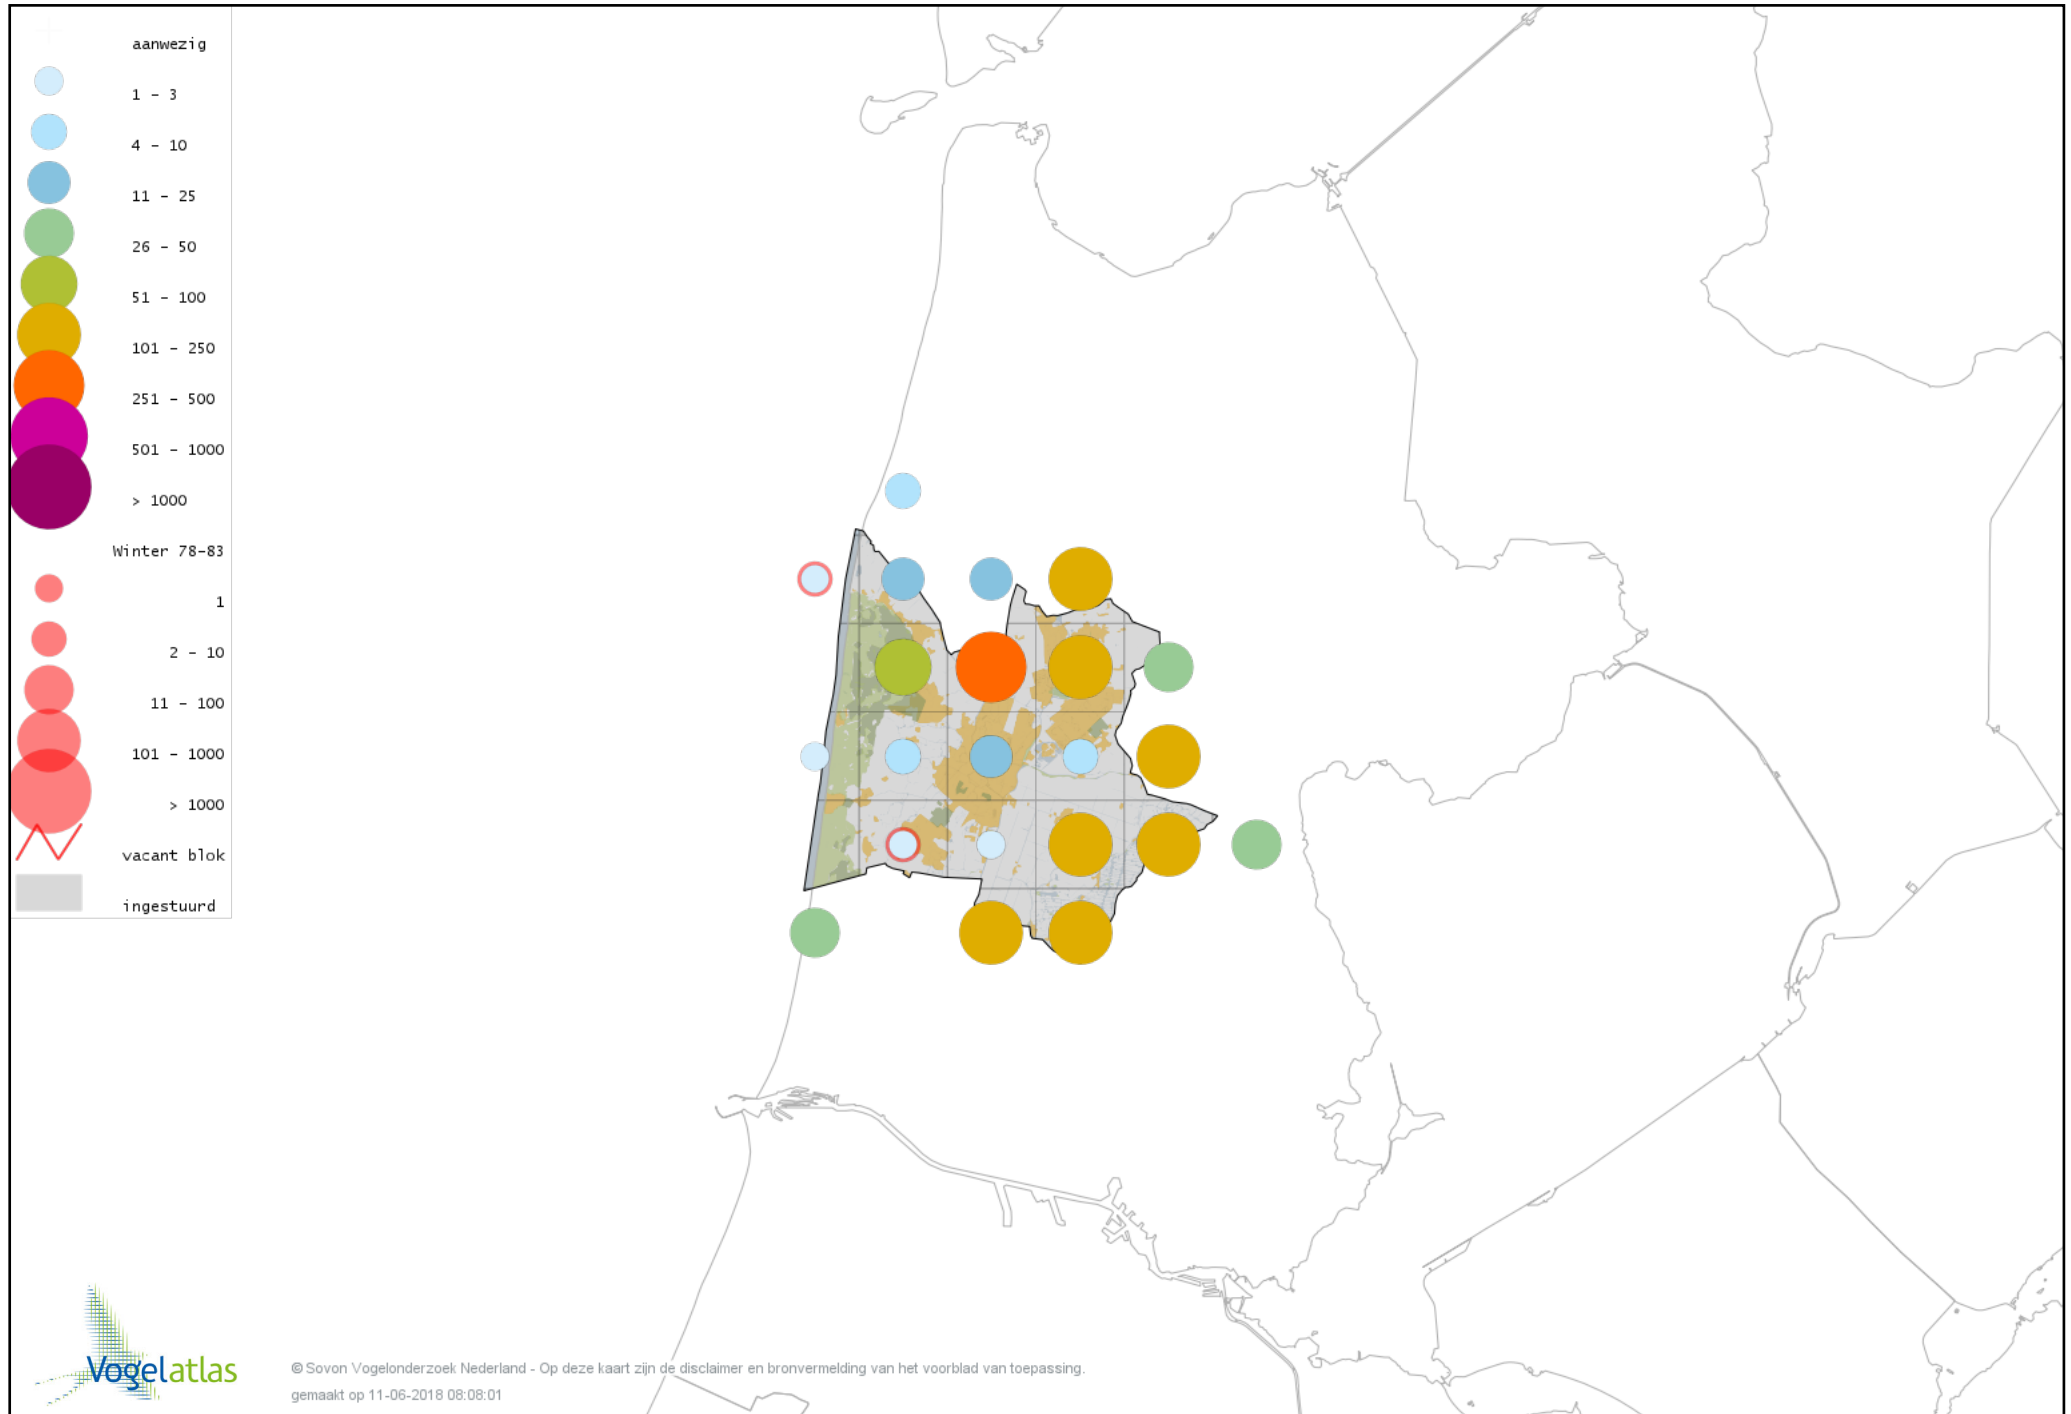 aanwezig
1 – 3
4 – 10
11 – 25
26 – 50
51 – 100
101 – 250
251 – 500
501 – 1000
> 1000
Winter 78-83
1
2 – 10
11 – 100
101 – 1000
> 1000
vacant blok
ingestuurd
Vogelatlas
© Sovon Vogelonderzoek Nederland - Op deze kaart zijn de disclaimer en bronvermelding van het voorblad van toepassing.
gemaakt op 11-06-2018 08:08:01